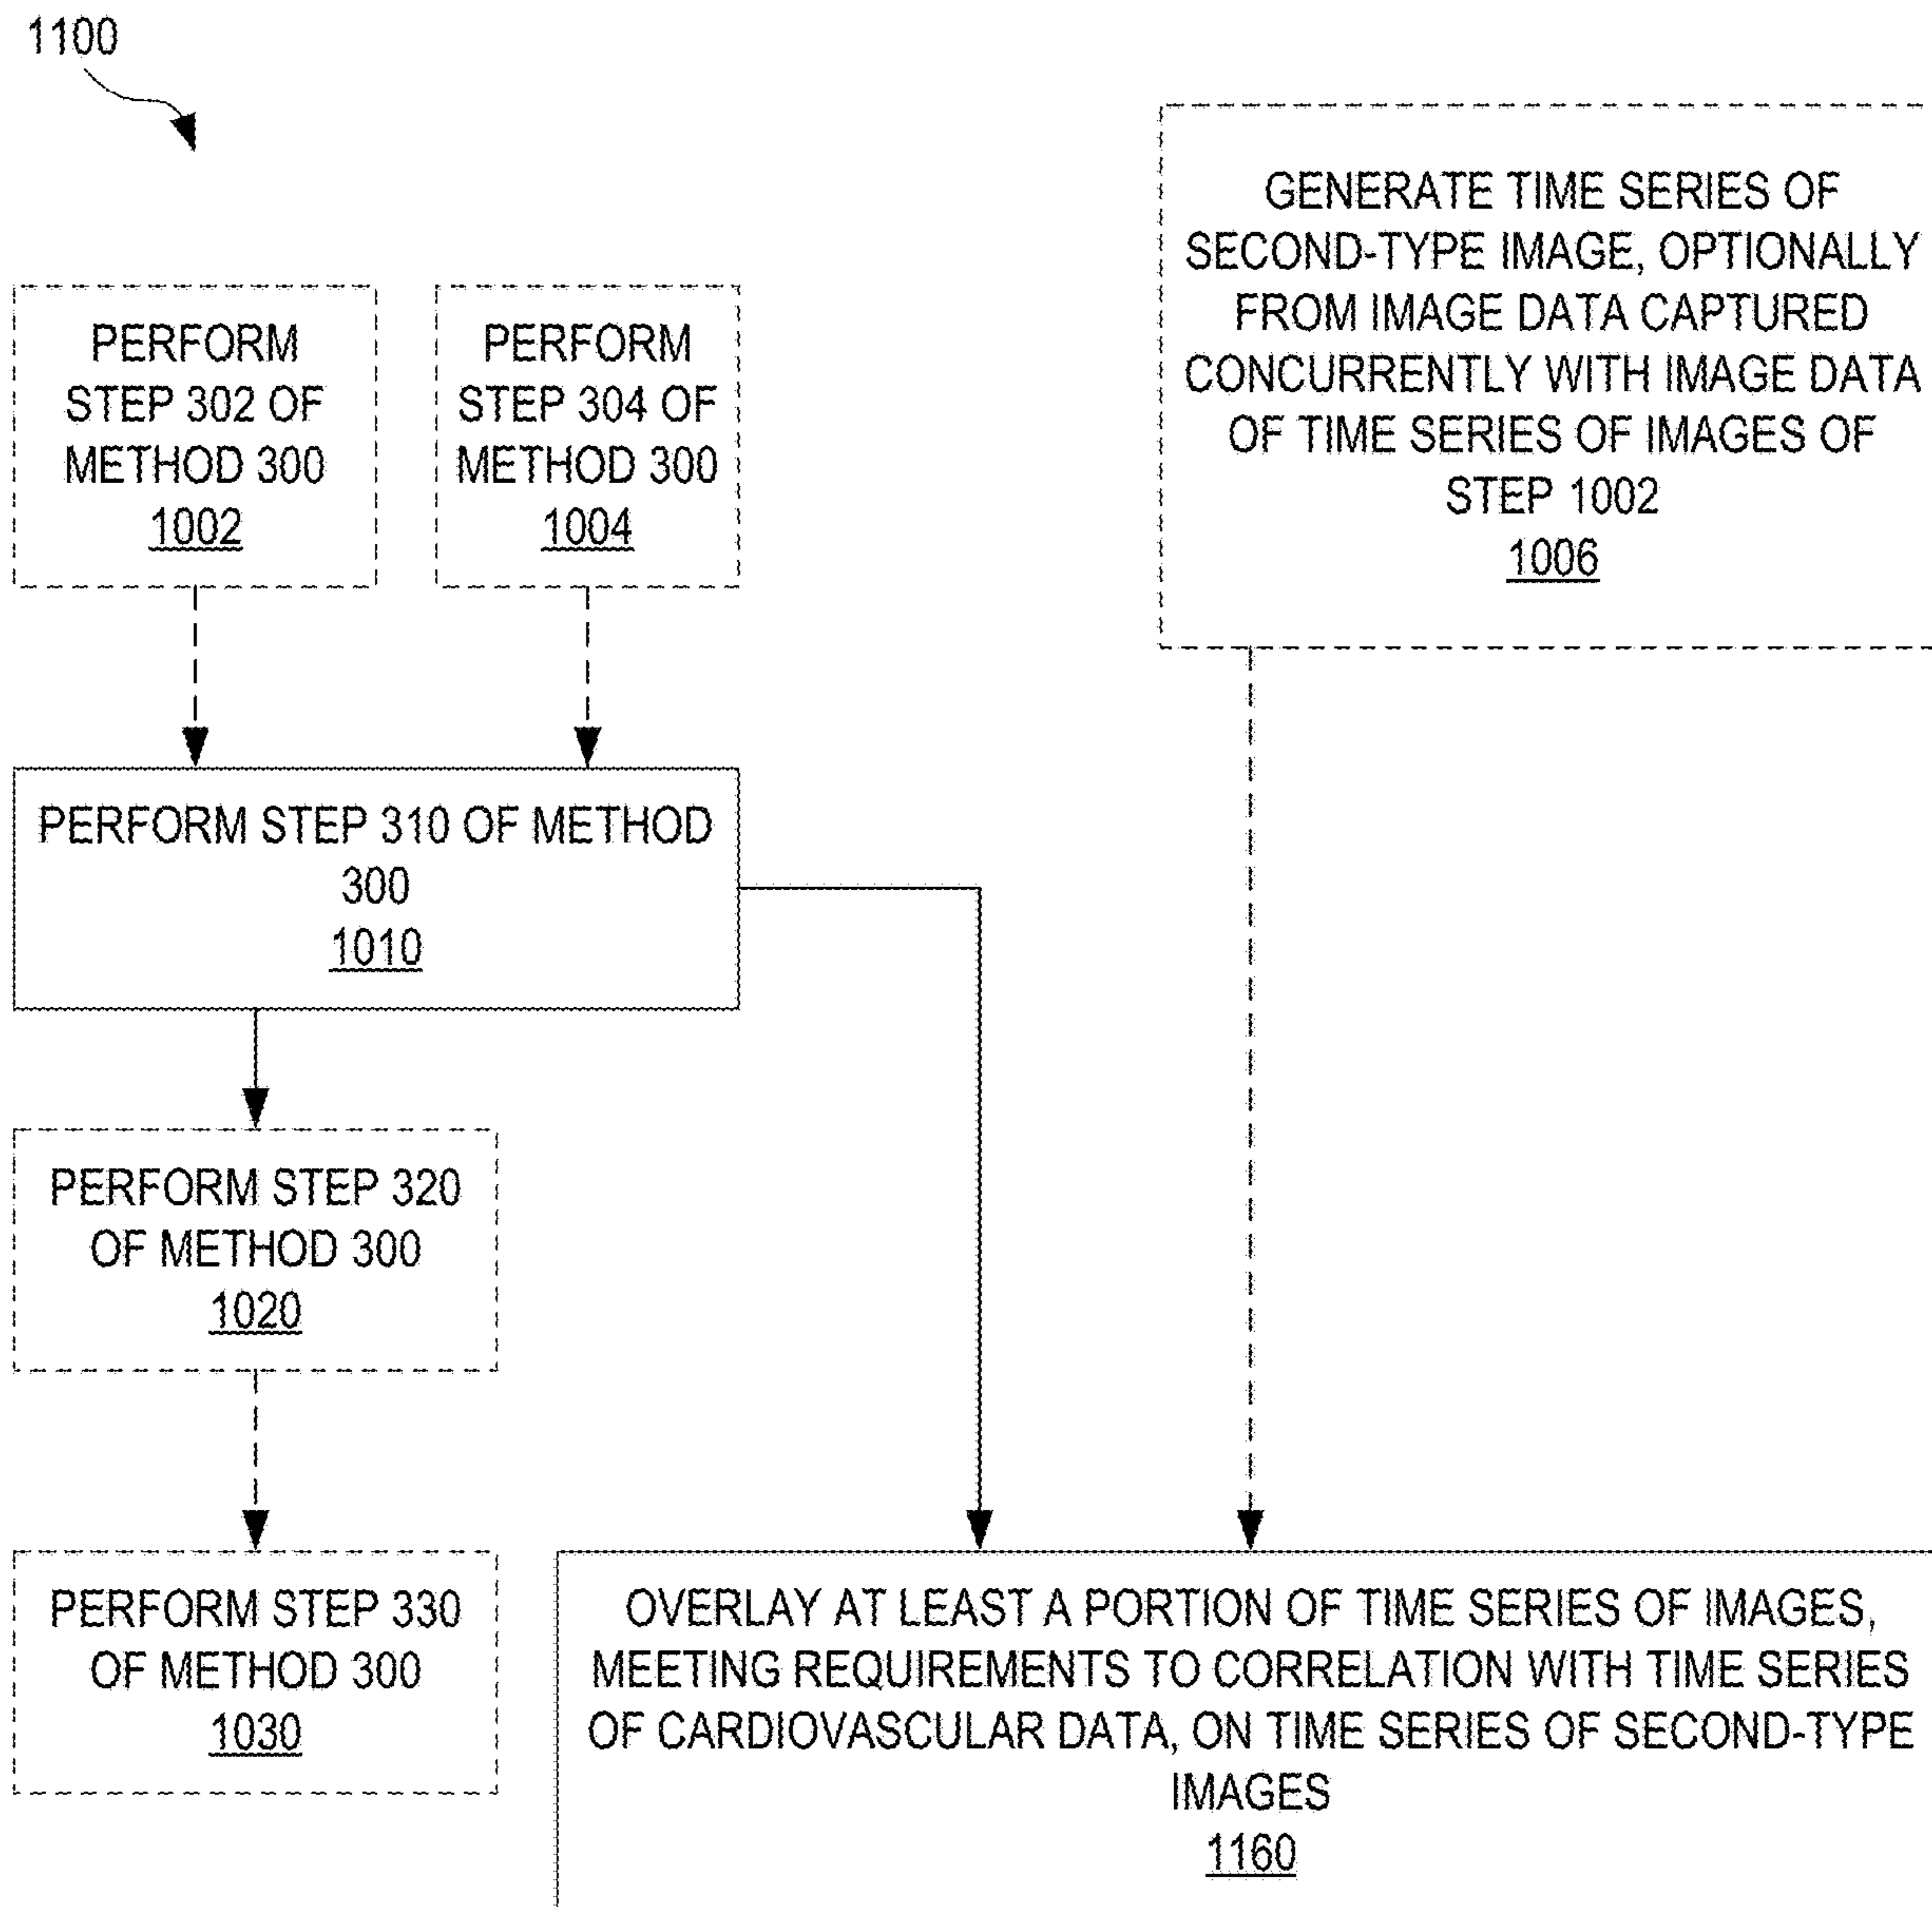 1100
PERFORM
STEP 302 OF
METHOD 300
1002
PERFORM
STEP 304 OF
METHOD 300
1004
GENERATE TIME SERIES OF
SECOND-TYPE IMAGE, OPTIONALLY
FROM IMAGE DATA CAPTURED
CONCURRENTLY WITH IMAGE DATA
OF TIME SERIES OF IMAGES OF
STEP 1002
1006
PERFORM STEP 310 OF METHOD
300
1010
PERFORM STEP 320
OF METHOD 300
1020
PERFORM STEP 330
OF METHOD 300
1030
OVERLAY AT LEAST A PORTION OF TIME SERIES OF IMAGES,
MEETING REQUIREMENTS TO CORRELATION WITH TIME SERIES
OF CARDIOVASCULAR DATA, ON TIME SERIES OF SECOND-TYPE
IMAGES
1160